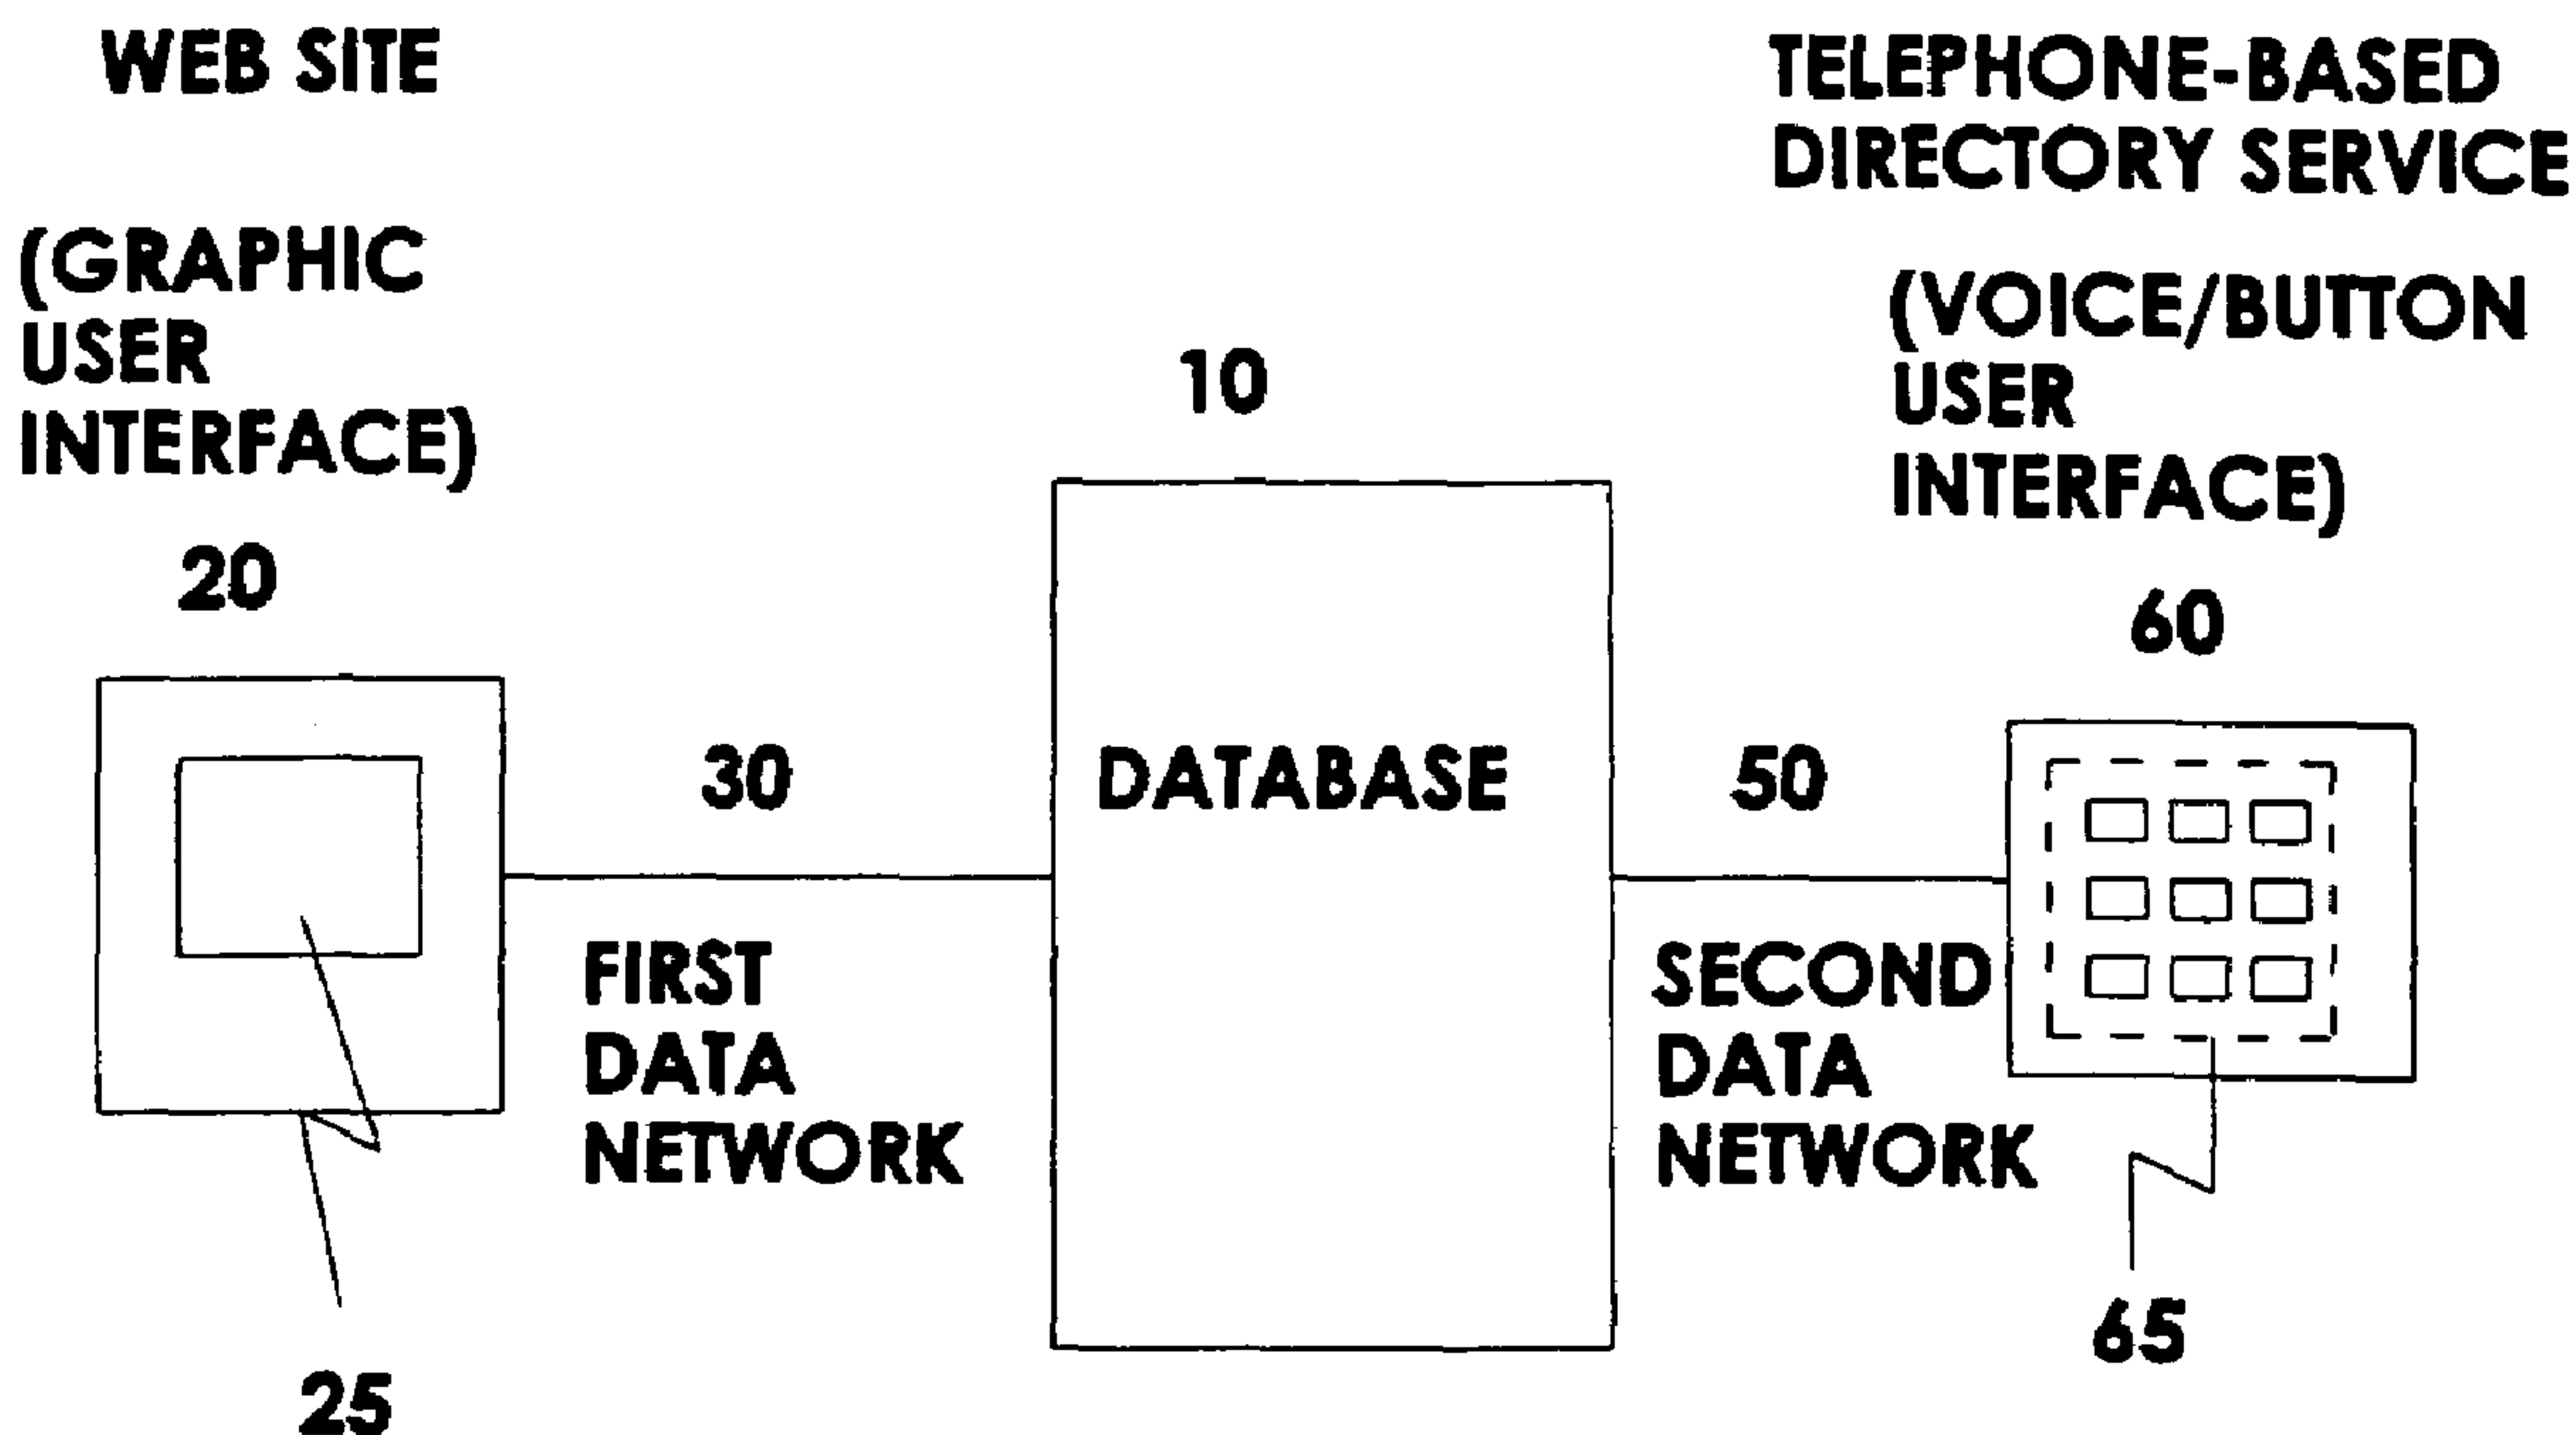 WEB SITE
TELEPHONE-BASED
DIRECTORY SERVICE
(GRAPHIC
USER
INTERFACE)
(VOICE/BUTTON
USER
INTERFACE)
10
20
60
30
DATABASE
50
FIRST
DATA
NETWORK
SECOND
DATA
NETWORK
25
65